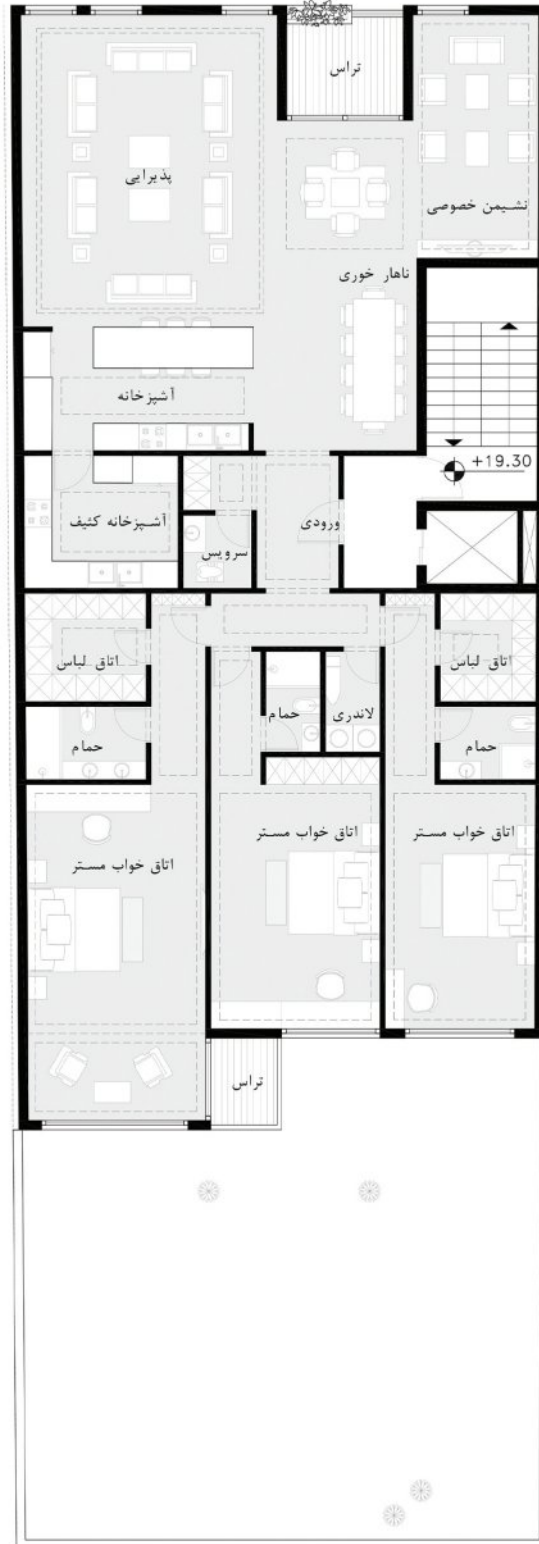 تراس
پذیرایی
نشیمن خصوصی
ناهار خوری
آشپزخانه
+19.30
آشپزخانه کثیف
ورودی
سرویس
اتاق لباس
اتاق لباس
حمام
حمام
لاندری
حمام
اتاق خواب مستر
اتاق خواب مستر
اتاق خواب مستر
تراس